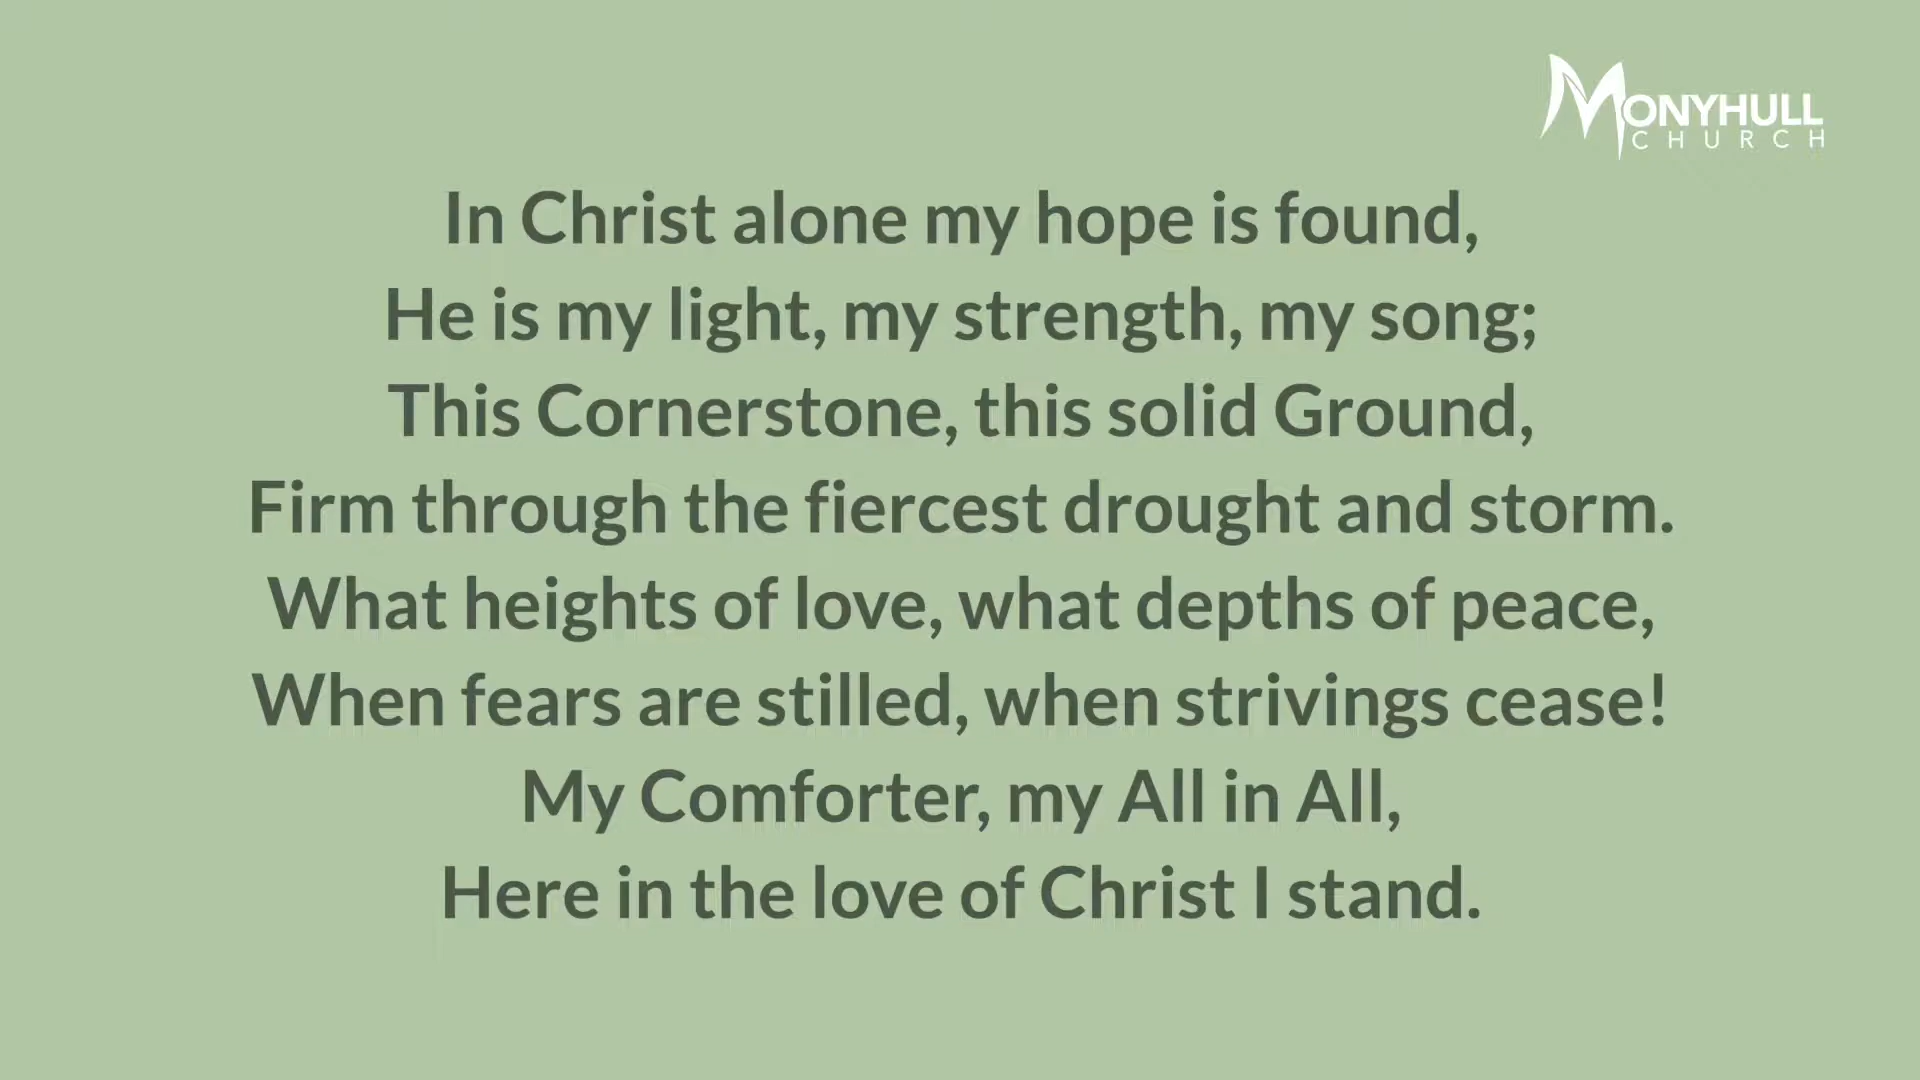 MONYHULL
CHURCH
In Christ alone my hope is found,
He is my light, my strength, my song;
This Cornerstone, this solid Ground,
Firm through the fiercest drought and storm.
What heights of love, what depths of peace,
When fears are stilled, when strivings cease!
My Comforter, my All in All,
Here in the love of Christ I stand.